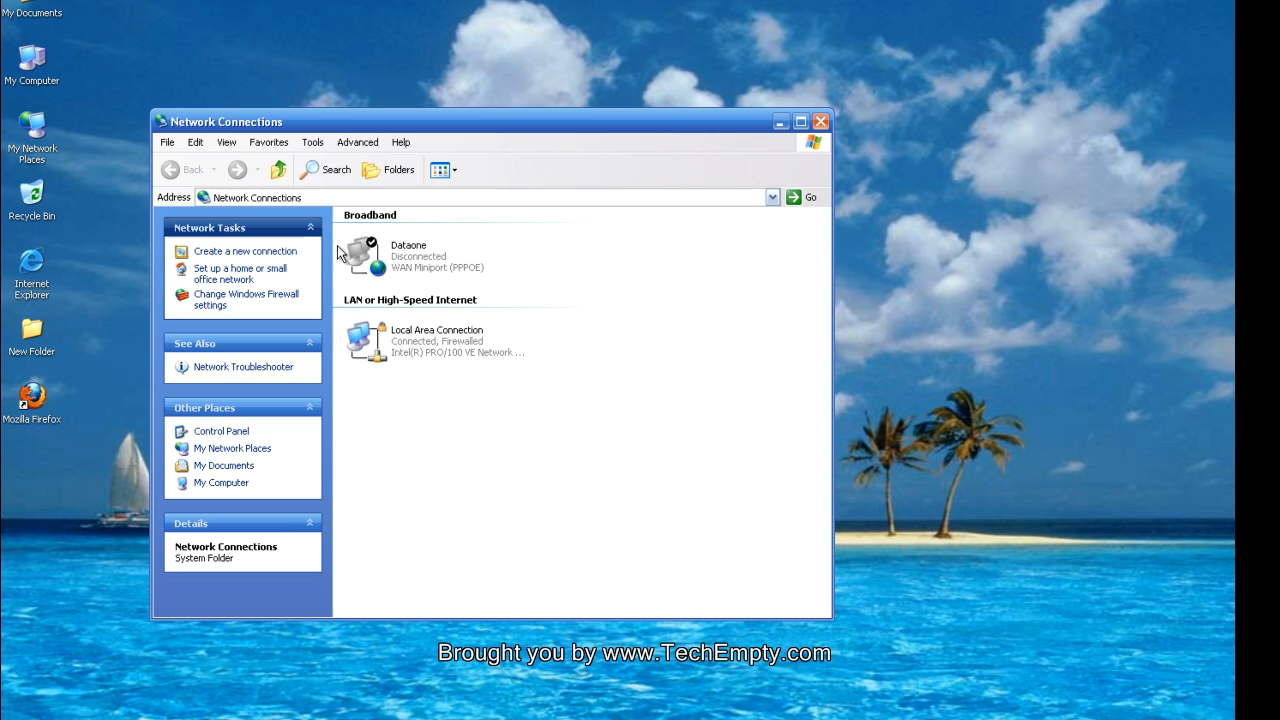 My Documents
My Computer
My Network
Places
Recycle Bin
Internet
Explorer
New Folder
Mozilla Firefox
Network Connections
File Edit View Favorites Tools Advanced Help
Back Search Folders
Address Network Connections Go
Network Tasks
Create a new connection
Set up a home or small
office network
Change Windows Firewall
settings
See Also
Network Troubleshooter
Other Places
Control Panel
My Network Places
My Documents
My Computer
Details
Network Connections
System Folder
Broadband
Dataone
Disconnected
WAN Miniport (PPPOE)
LAN or High-Speed Internet
Local Area Connection
Connected, Firewalled
Intel(R) PRO/100 VE Network ...
Brought you by www.TechEmpty.com